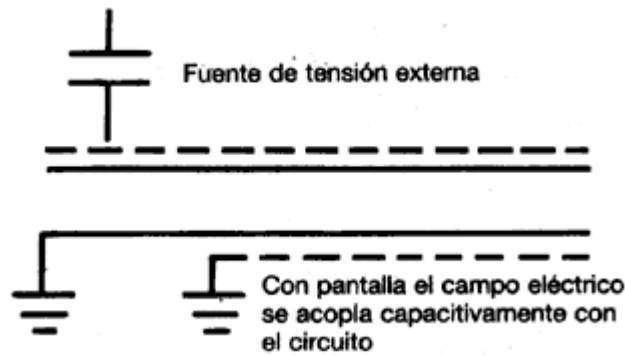 Fuente de tensión externa
Con pantalla el campo eléctrico
se acopla capacitivamente con
el circuito